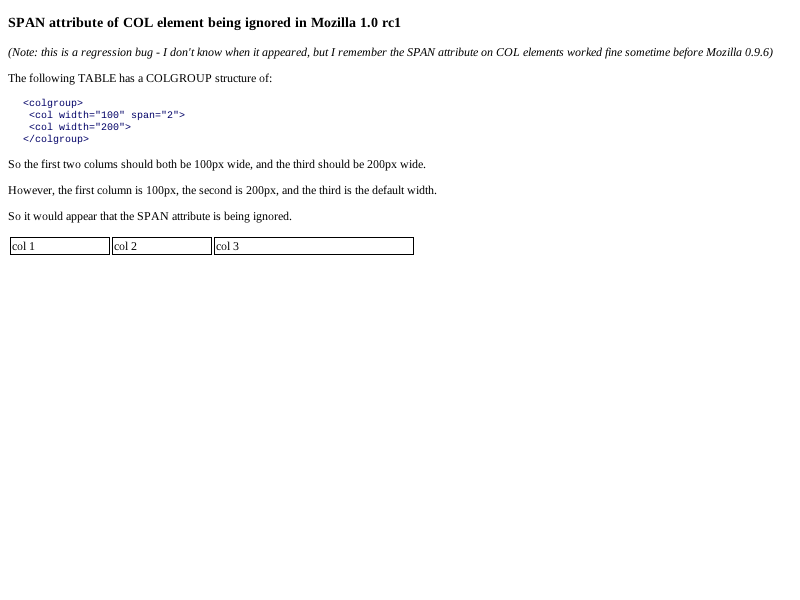 SPAN attribute of COL element being ignored in Mozilla 1.0 rc1
(Note: this is a regression bug - I don't know when it appeared, but I remember the SPAN attribute on COL elements worked fine sometime before Mozilla 0.9.6)
The following TABLE has a COLGROUP structure of:
<colgroup>
<col width="100" span="2">
<col width="200">
</colgroup>
So the first two colums should both be 100px wide, and the third should be 200px wide.
However, the first column is 100px, the second is 200px, and the third is the default width.
So it would appear that the SPAN attribute is being ignored.
col 1 col 2 col 3